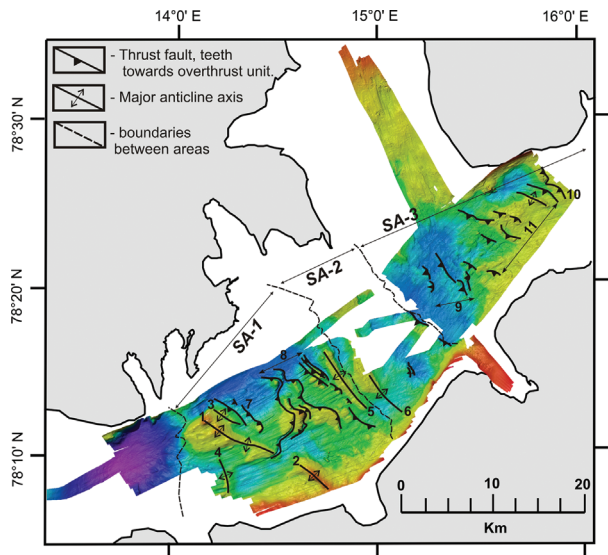 14°0' 15°0' 16°0' E
- Thrust fault, teeth
towards overthrust unit.
- Major anticline axis
- boundaries
between areas
78°30' N
78°20' N
78°10' N
SA-3
SA-2
SA-1
10
11
9
8
3
7
5
6
4
2
0 10 20
Km